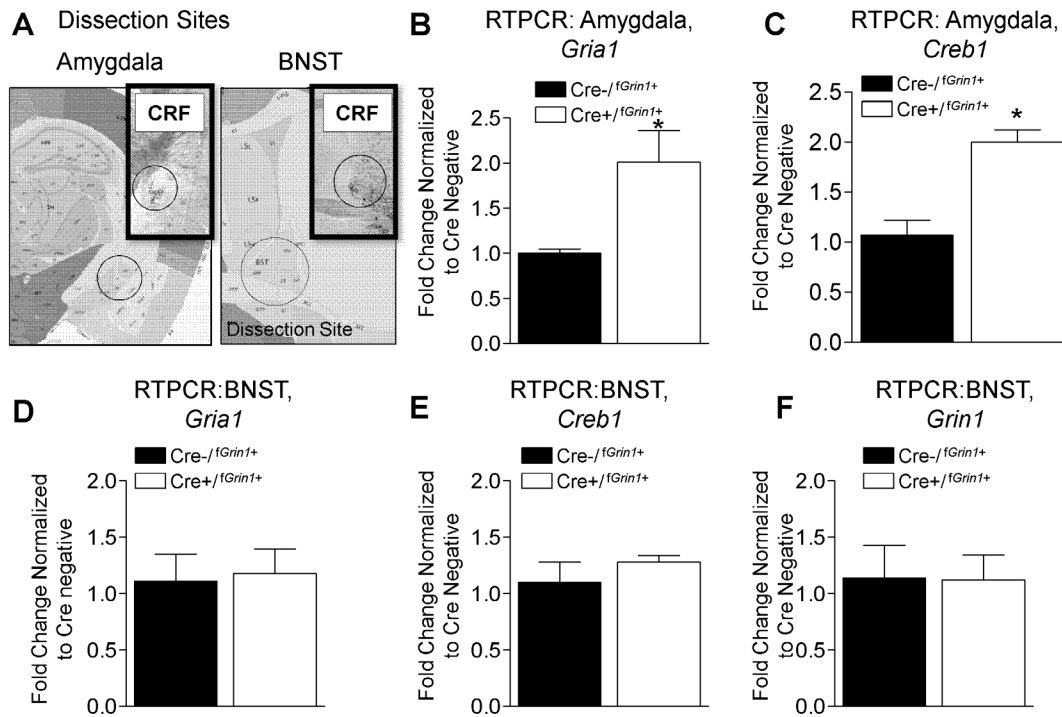 A
Dissection Sites
Amygdala
BNST
CRF
CRF
BST
Dissection Site
B
RTPCR: Amygdala,
Gria1
Cre-/fGrin1+
Cre+/fGrin1+
*
Fold Change Normalized
to Cre Negative
2.5
2.0
1.5
1.0
0.5
0.0
C
RTPCR: Amygdala,
Creb1
Cre-/fGrin1+
Cre+/fGrin1+
*
Fold Change Normalized
to Cre Negative
2.5
2.0
1.5
1.0
0.5
0.0
D
RTPCR:BNST,
Gria1
Cre-/fGrin1+
Cre+/fGrin1+
Fold Change Normalized
to Cre negative
2.0
1.5
1.0
0.5
0.0
E
RTPCR:BNST,
Creb1
Cre-/fGrin1+
Cre+/fGrin1+
Fold Change Normalized
to Cre Negative
2.0
1.5
1.0
0.5
0.0
F
RTPCR:BNST,
Grin1
Cre-/fGrin1+
Cre+/fGrin1+
Fold Change Normalized
to Cre Negative
2.0
1.5
1.0
0.5
0.0